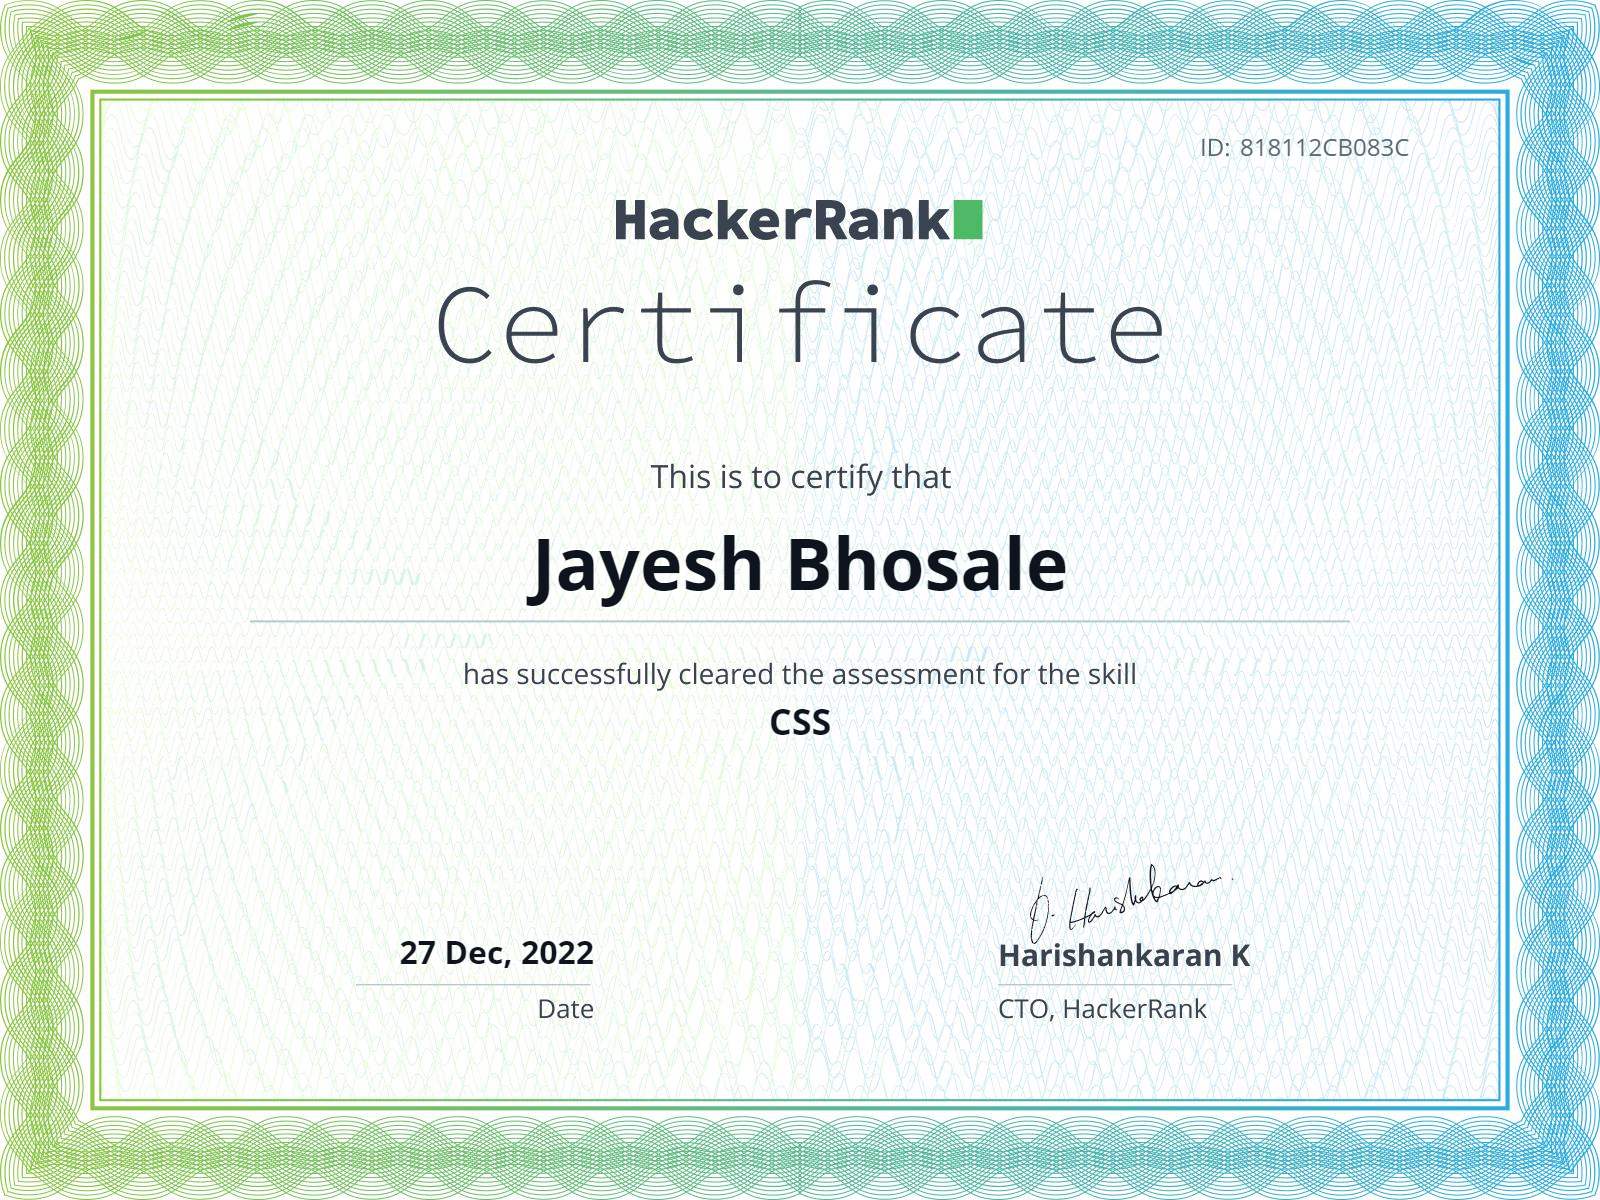 ID: 818112CB083C
HackerRank
Certificate
This is to certify that
Jayesh Bhosale
has successfully cleared the assessment for the skill
CSS
27 Dec, 2022
Date
Harishankaran K
CTO, HackerRank